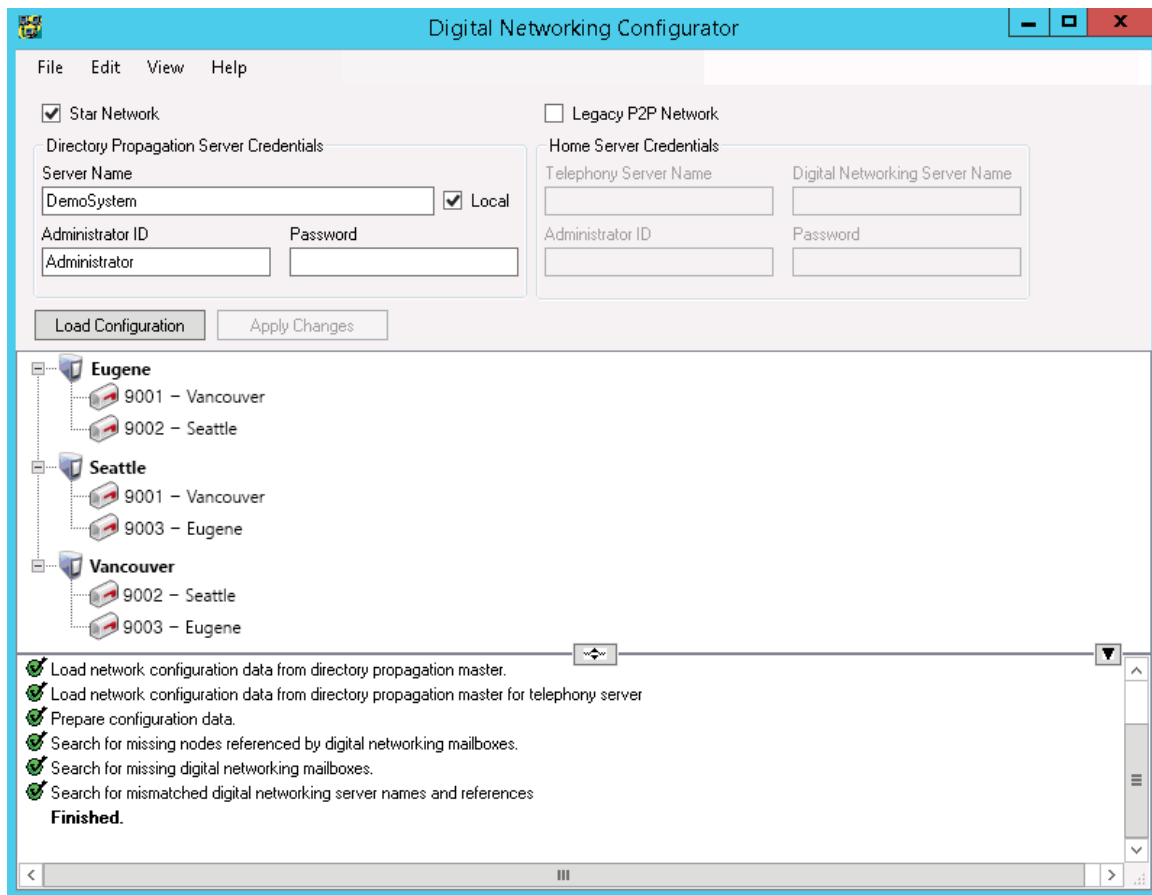 Digital Networking Configurator
File Edit View Help
Star Network
Legacy P2P Network
Directory Propagation Server Credentials
Home Server Credentials
Server Name
Telephony Server Name
Digital Networking Server Name
DemoSystem
Local
Administrator ID
Password
Administrator ID
Password
Administrator
Load Configuration
Apply Changes
Eugene
9001 – Vancouver
9002 – Seattle
Seattle
9001 – Vancouver
9003 – Eugene
Vancouver
9002 – Seattle
9003 – Eugene
Load network configuration data from directory propagation master.
Load network configuration data from directory propagation master for telephony server
Prepare configuration data.
Search for missing nodes referenced by digital networking mailboxes.
Search for missing digital networking mailboxes.
Search for mismatched digital networking server names and references
Finished.